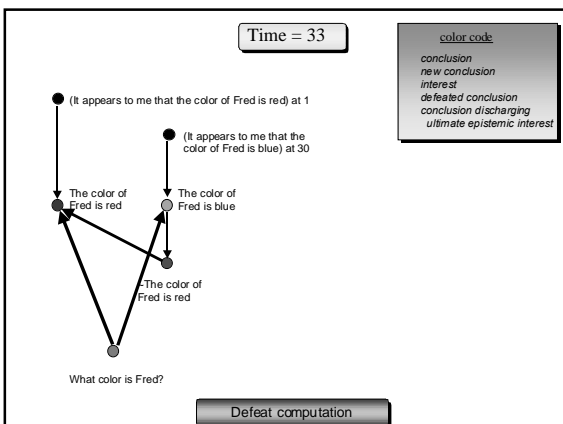 Time = 33
color code
conclusion
new conclusion
interest
defeated conclusion
conclusion discharging
ultimate epistemic interest
(It appears to me that the color of Fred is red) at 1
(It appears to me that the
color of Fred is blue) at 30
The color of
Fred is red
The color of
Fred is blue
~The color of
Fred is red
What color is Fred?
Defeat computation